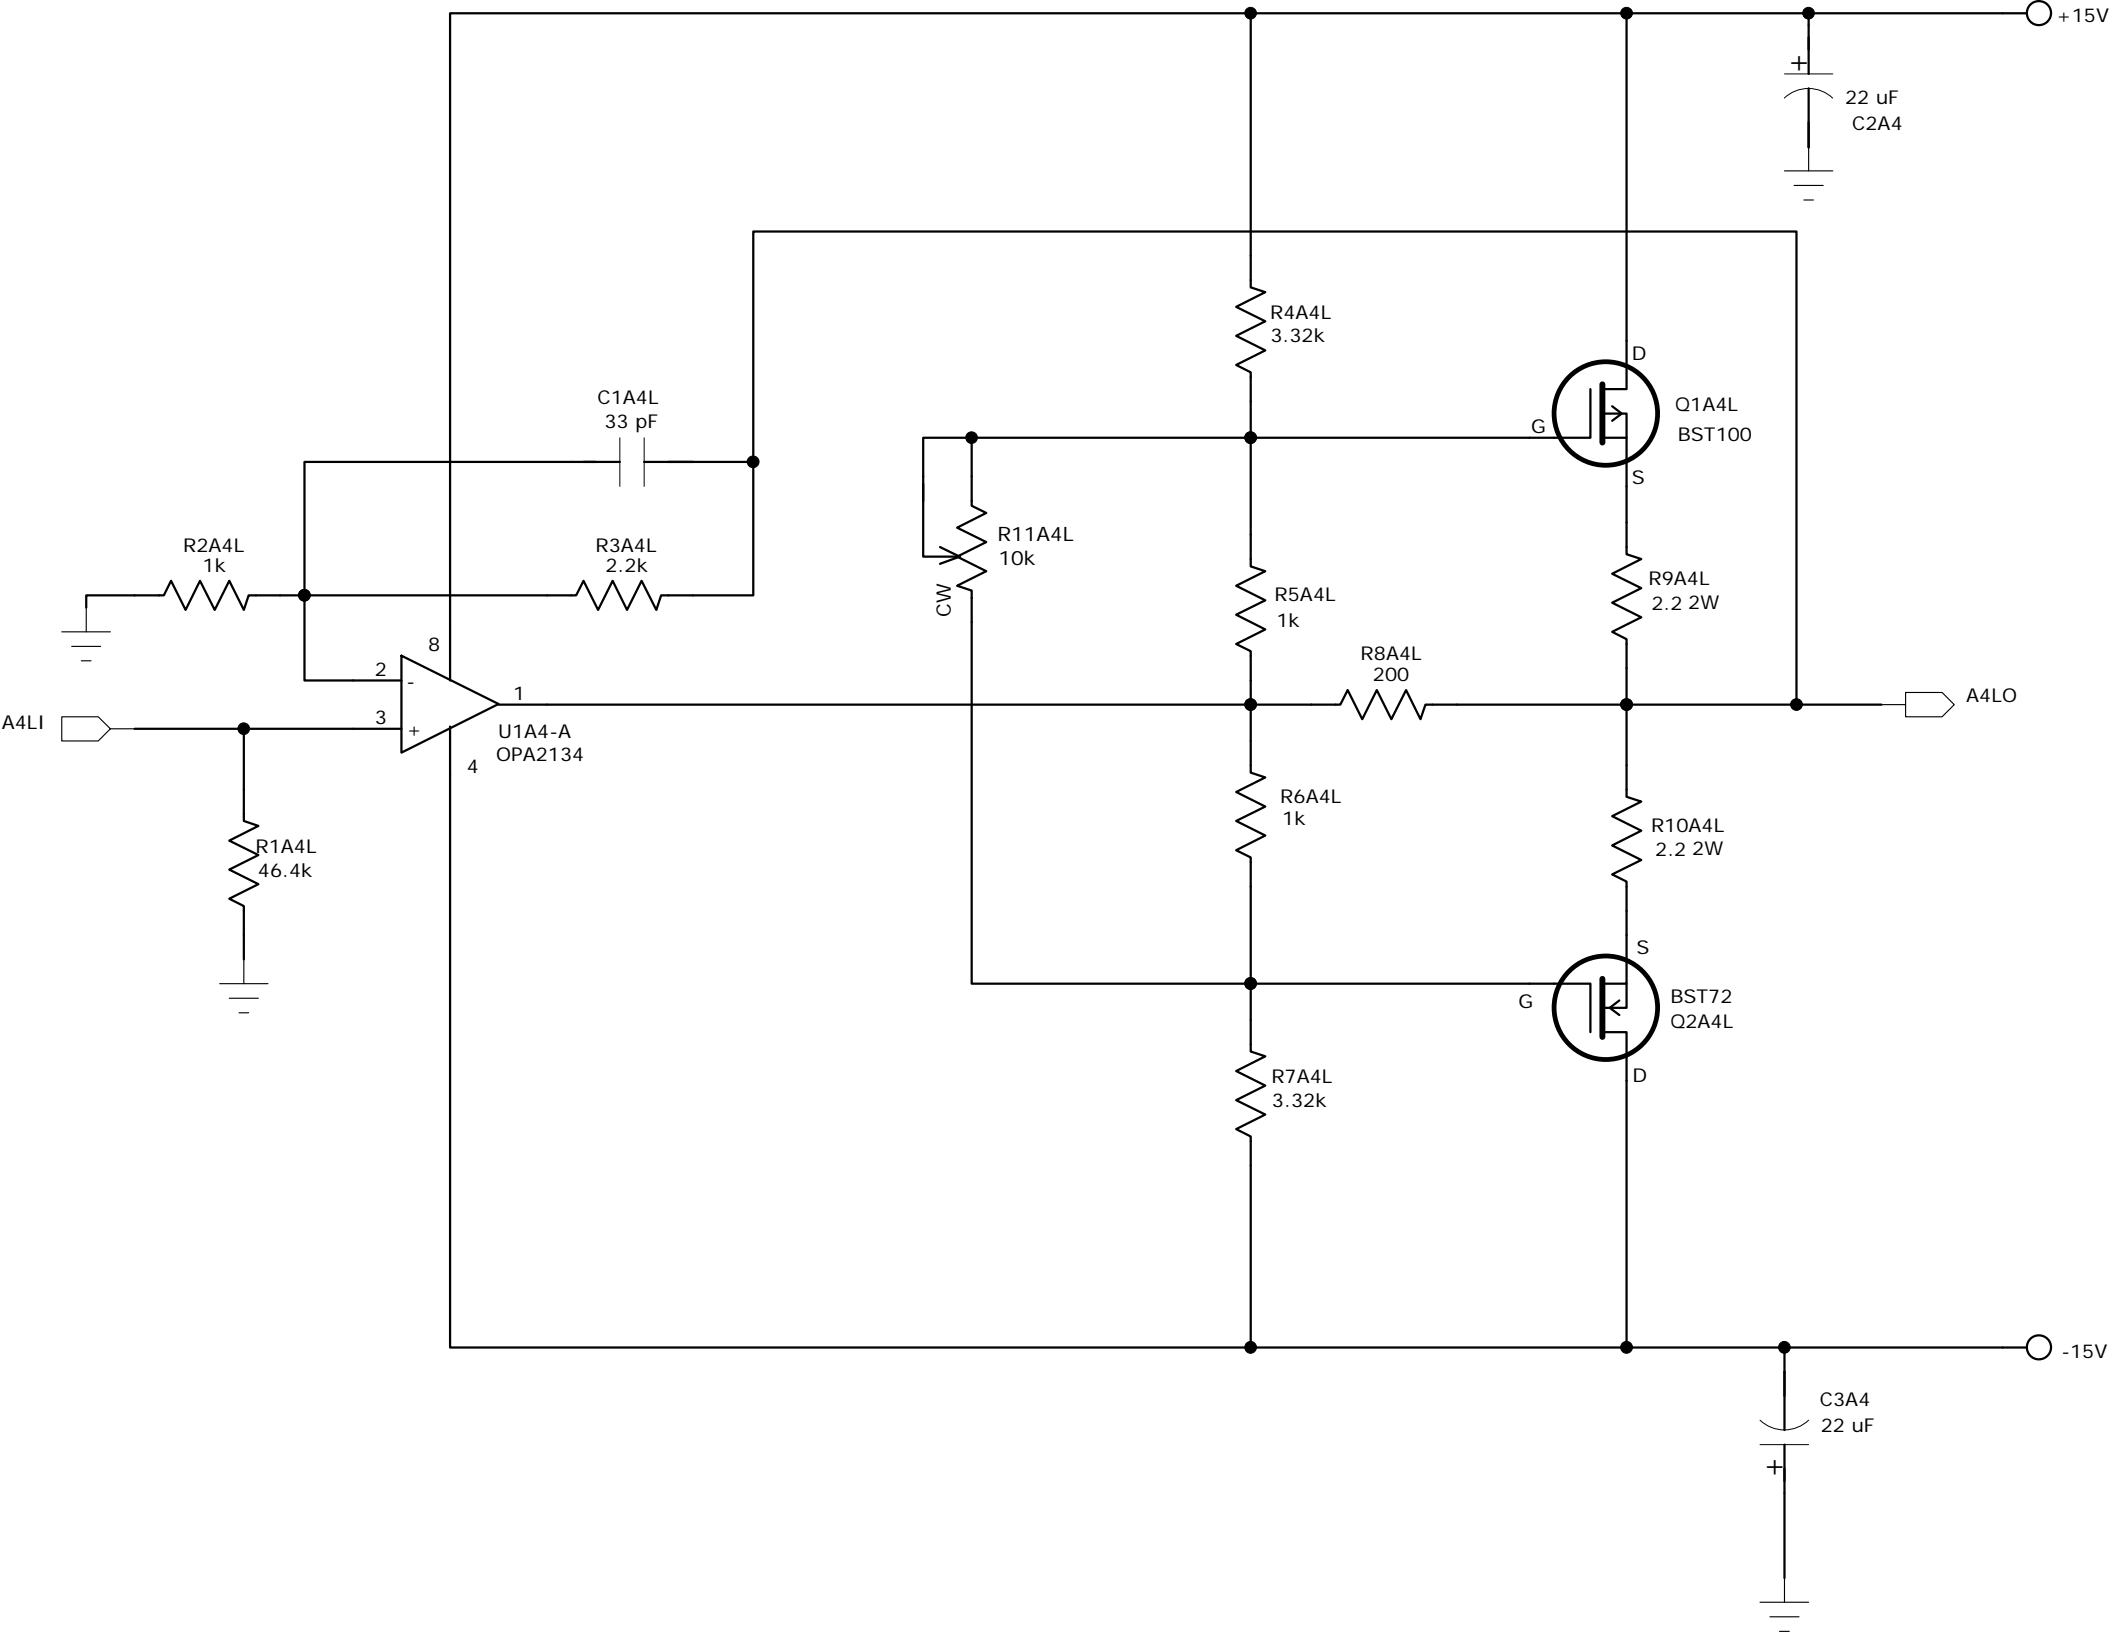 +15V
+
22 uF
C2A4
R4A4L
3.32k
D
C1A4L
33 pF
Q1A4L
G
BST100
S
R11A4L
10k
R2A4L
1k
R3A4L
2.2k
R9A4L
2.2 2W
CW
R5A4L
1k
8
R8A4L
200
2
-
1
A4LO
3
+
A4LI
U1A4-A
OPA2134
4
R6A4L
1k
R10A4L
2.2 2W
R1A4L
46.4k
S
G
BST72
Q2A4L
R7A4L
3.32k
D
-15V
C3A4
22 uF
+